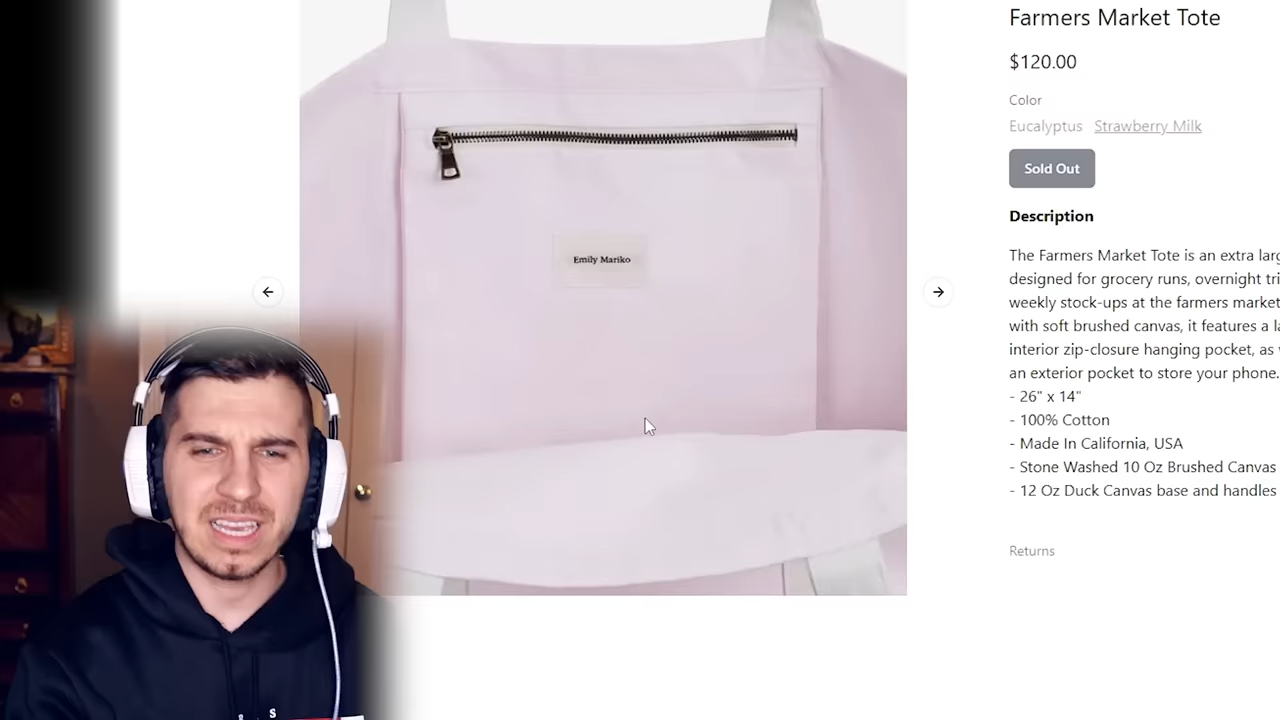 Farmers Market Tote
$120.00
Color
Eucalyptus Strawberry Milk
Sold Out
Description
The Farmers Market Tote is an extra
designed for grocery runs, overnight
weekly stock-ups at the farmers market
with soft brushed canvas, it features a
interior zip-closure hanging pocket, as
an exterior pocket to store your phone.
- 26" x 14"
- 100% Cotton
- Made In California, USA
- Stone Washed 10 Oz Brushed Canvas
- 12 Oz Duck Canvas base and handles
Returns
Emily Mariko